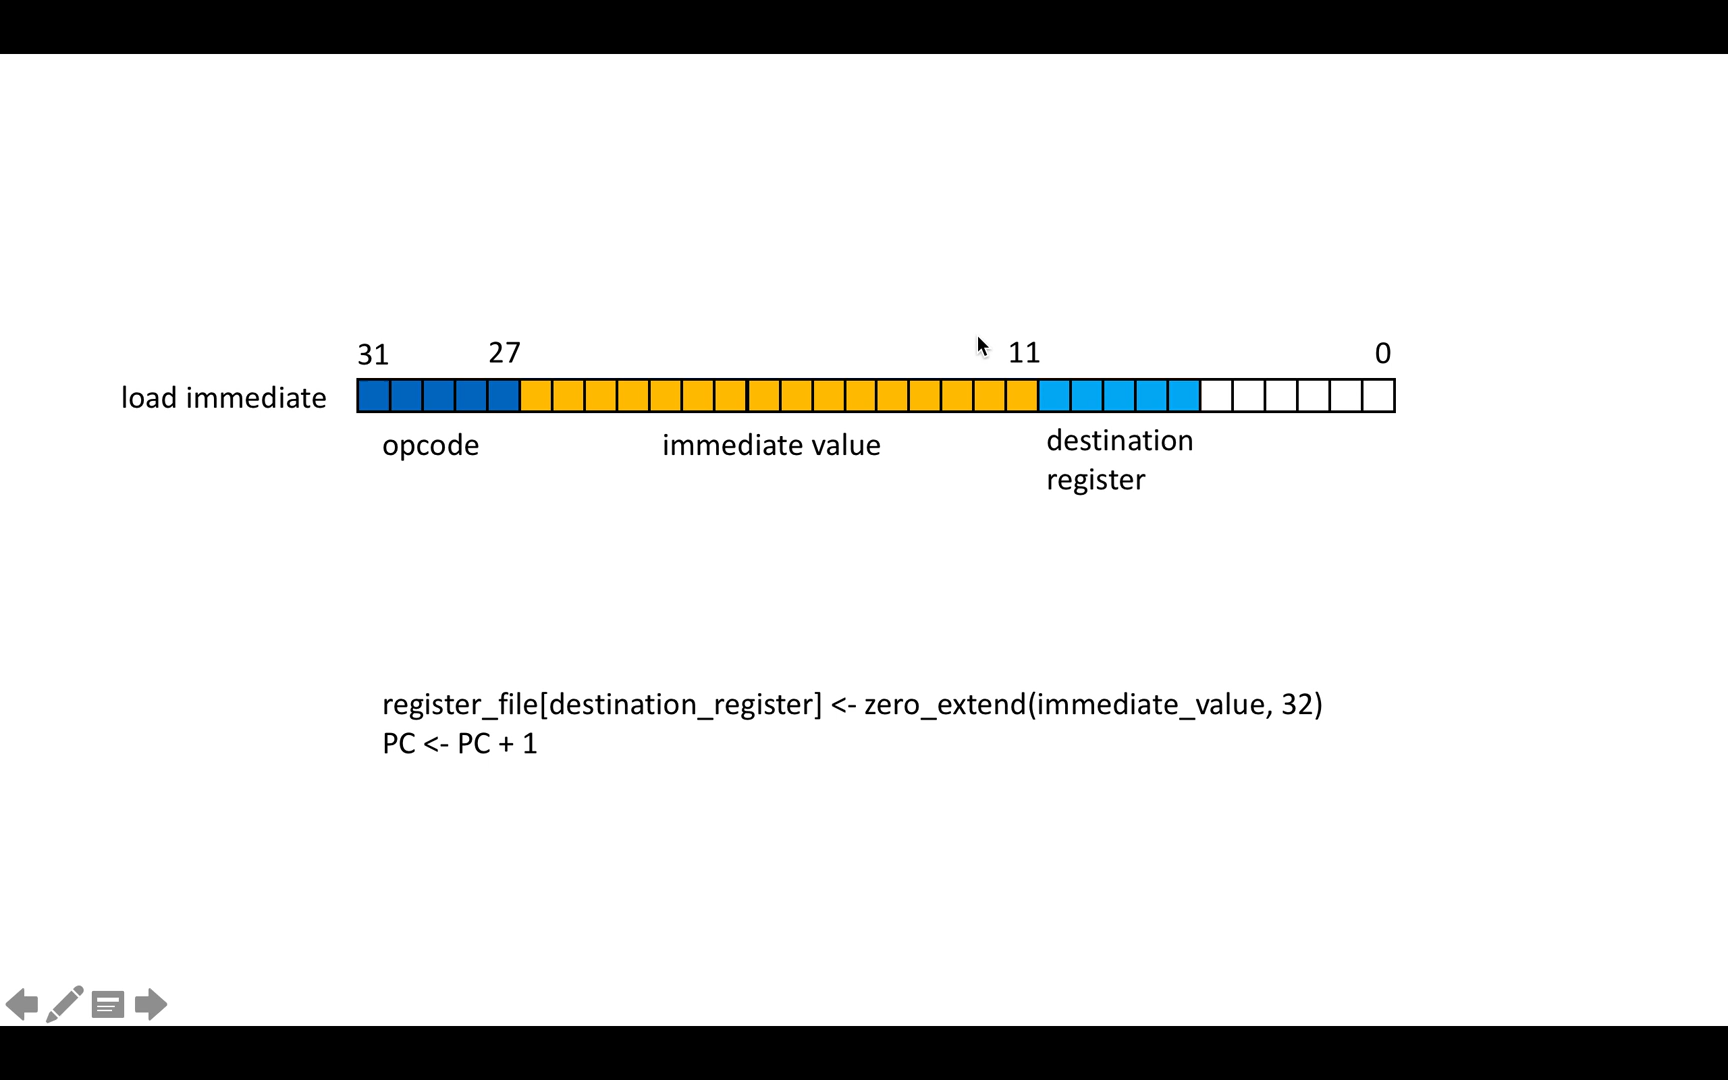 31 27 11 0
load immediate
opcode immediate value destination
register
register_file[destination_register] <- zero_extend(immediate_value, 32)
PC <- PC + 1